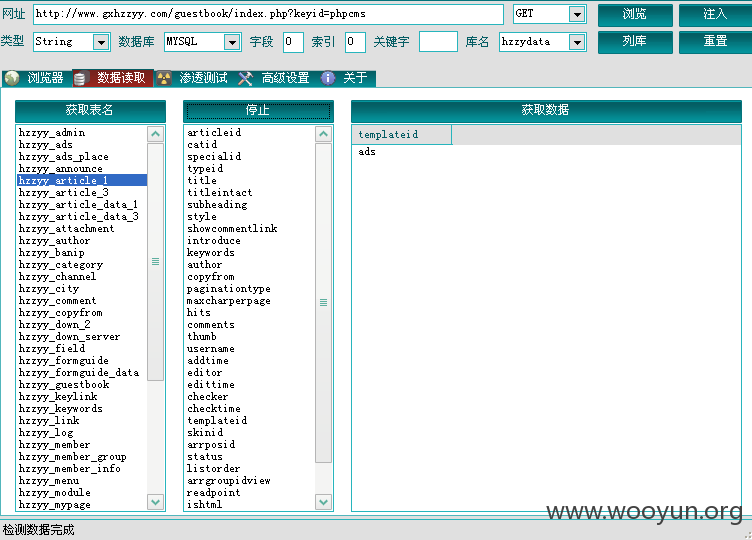 网址 http://www.gxhzzyy.com/guestbook/index.php?keyid=phpcms GET 浏览 注入
类型 String 数据库 MYSQL 字段 0 索引 0 关键字 库名 hzzydata 列库 重置
浏览器 数据读取 渗透测试 高级设置 关于
获取表名 停止 获取数据
hzzyy_admin
hzzyy_ads
hzzyy_ads_place
hzzyy_announce
hzzyy_article_1
hzzyy_article_3
hzzyy_article_data_1
hzzyy_article_data_3
hzzyy_attachment
hzzyy_author
hzzyy_banip
hzzyy_category
hzzyy_channel
hzzyy_city
hzzyy_comment
hzzyy_copyfrom
hzzyy_down_2
hzzyy_down_server
hzzyy_field
hzzyy_formguide
hzzyy_formguide_data
hzzyy_guestbook
hzzyy_keylink
hzzyy_keywords
hzzyy_link
hzzyy_log
hzzyy_member
hzzyy_member_group
hzzyy_member_info
hzzyy_menu
hzzyy_module
hzzyy_mypage
articleid
catid
specialid
typeid
title
titleintact
subheading
style
showcommentlink
introduce
keywords
author
copyfrom
paginationtype
maxcharperpage
hits
comments
thumb
username
addtime
editor
edittime
checker
checktime
templateid
skinid
arrposid
status
listorder
arrgroupidview
readpoint
ishtml
templateid
ads
www.wooyun.org
检测数据完成